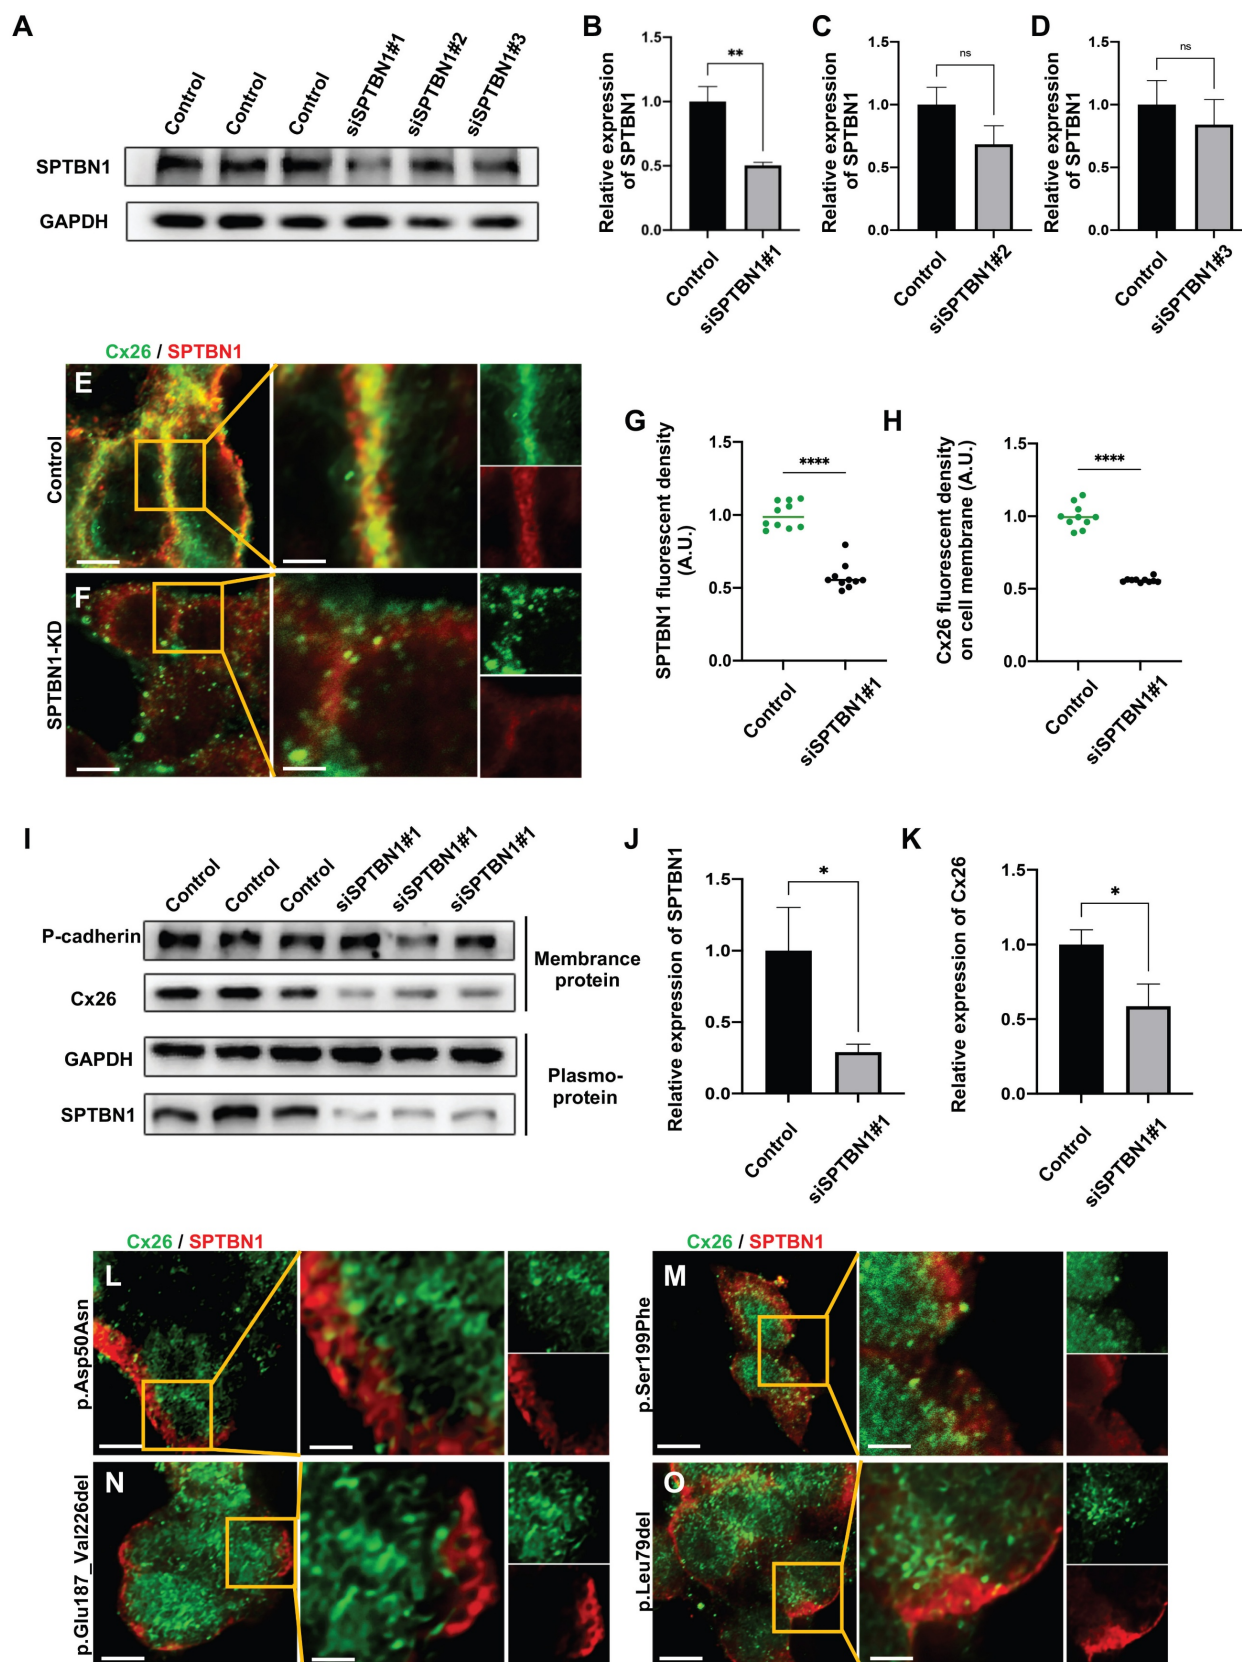 A
Control
Control
Control
siSPTBN1#1
siSPTBN1#2
siSPTBN1#3
SPTBN1
GAPDH
B
Relative expression
of SPTBN1
1.5
1.0
0.5
0.0
**
Control
siSPTBN1#1
C
Relative expression
of SPTBN1
1.5
1.0
0.5
0.0
ns
Control
siSPTBN1#2
D
Relative expression
of SPTBN1
1.5
1.0
0.5
0.0
ns
Control
siSPTBN1#3
Cx26 / SPTBN1
E
Control
F
SPTBN1-KD
G
SPTBN1 fluorescent density
(A.U.)
1.5
1.0
0.5
0.0
****
Control
siSPTBN1#1
H
Cx26 fluorescent density
on cell membrane (A.U.)
1.5
1.0
0.5
0.0
****
Control
siSPTBN1#1
I
Control
Control
Control
siSPTBN1#1
siSPTBN1#1
siSPTBN1#1
P-cadherin
Cx26
Membrance
protein
GAPDH
SPTBN1
Plasmo-
protein
J
Relative expression of SPTBN1
1.5
1.0
0.5
0.0
*
Control
siSPTBN1#1
K
Relative expression of Cx26
1.5
1.0
0.5
0.0
*
Control
siSPTBN1#1
Cx26 / SPTBN1
L
p.Asp50Asn
Cx26 / SPTBN1
M
p.Ser199Phe
N
p.Glu187_Val226del
O
p.Leu79del